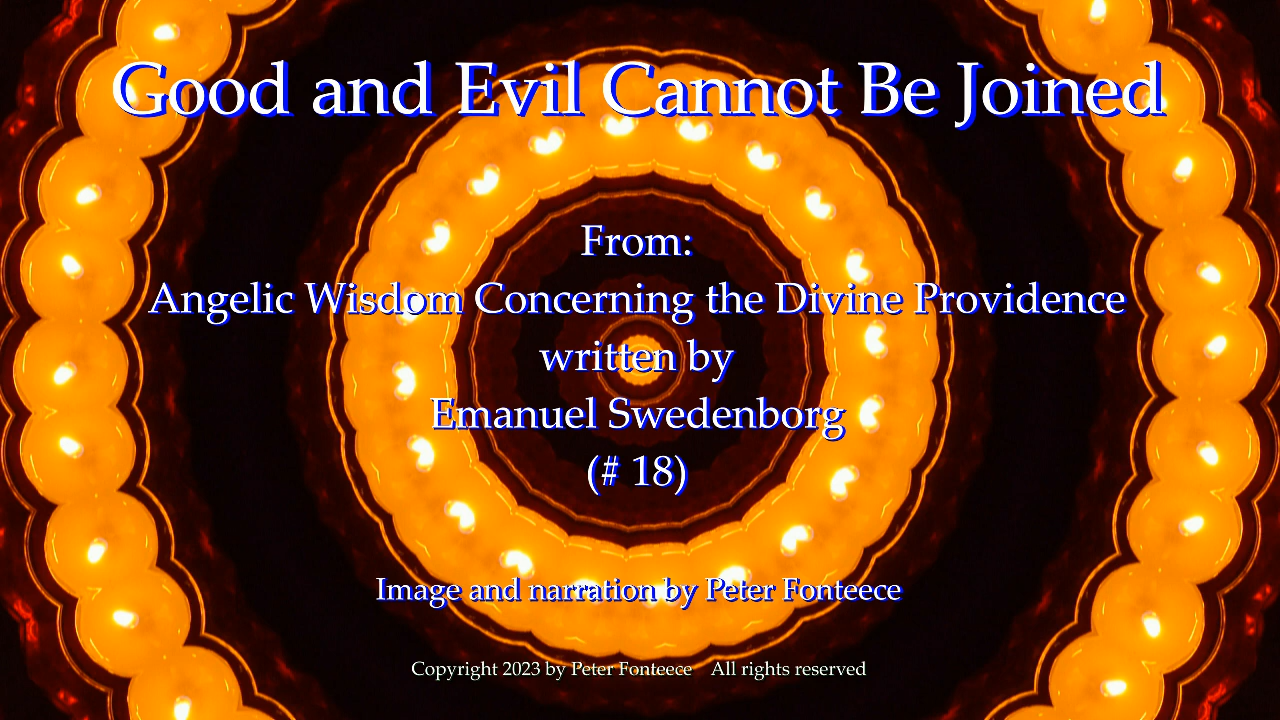 Good and Evil Cannot Be Joined
From:
Angelic Wisdom Concerning the Divine Providence
written by
Emanuel Swedenborg
(# 18)
Image and narration by Peter Fonteece
Copyright 2023 by Peter Fonteece All rights reserved